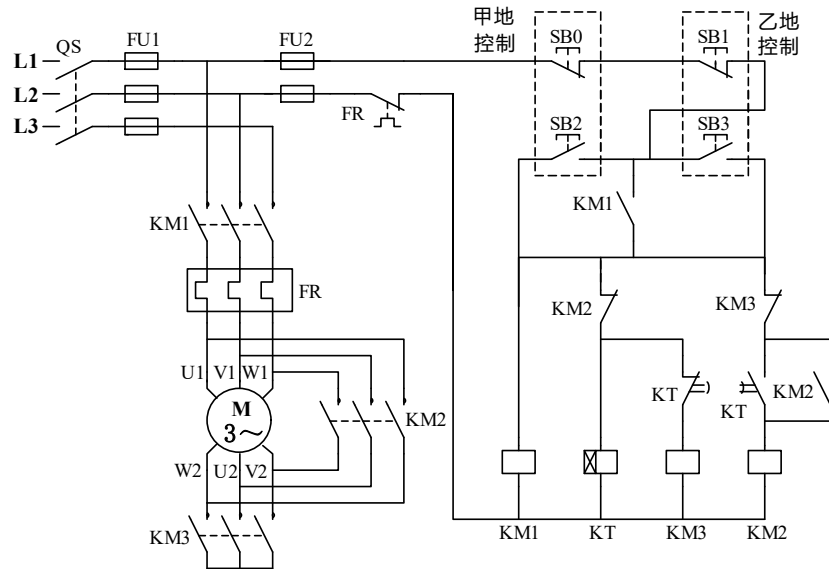 甲地
控制
乙地
控制
QS
FU1
FU2
SB0
SB1
L1
L2
L3
FR
SB2
SB3
KM1
KM1
FR
KM2
KM3
U1 V1 W1
KT
KT
KM2
M
3～
KM2
W2 U2 V2
KM3
KM1
KT
KM3
KM2